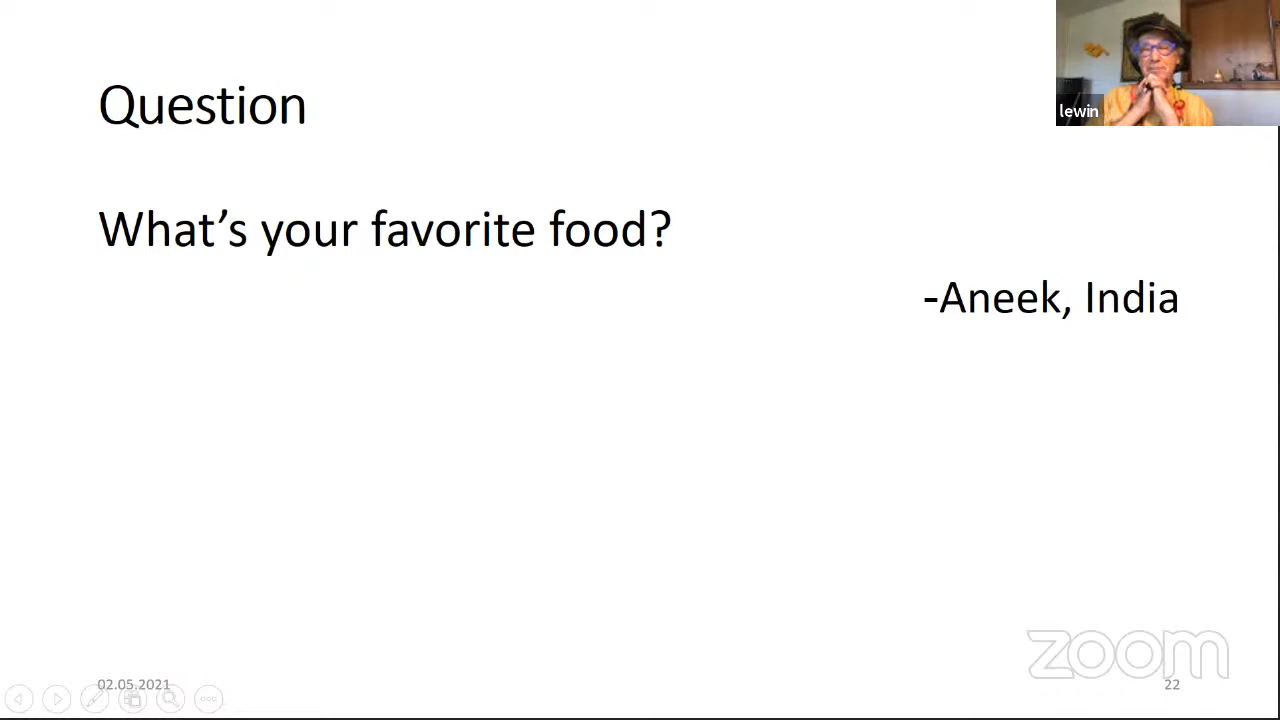 Question
lewin
What's your favorite food?
-Aneek, India
zoom
02.05.2021
22